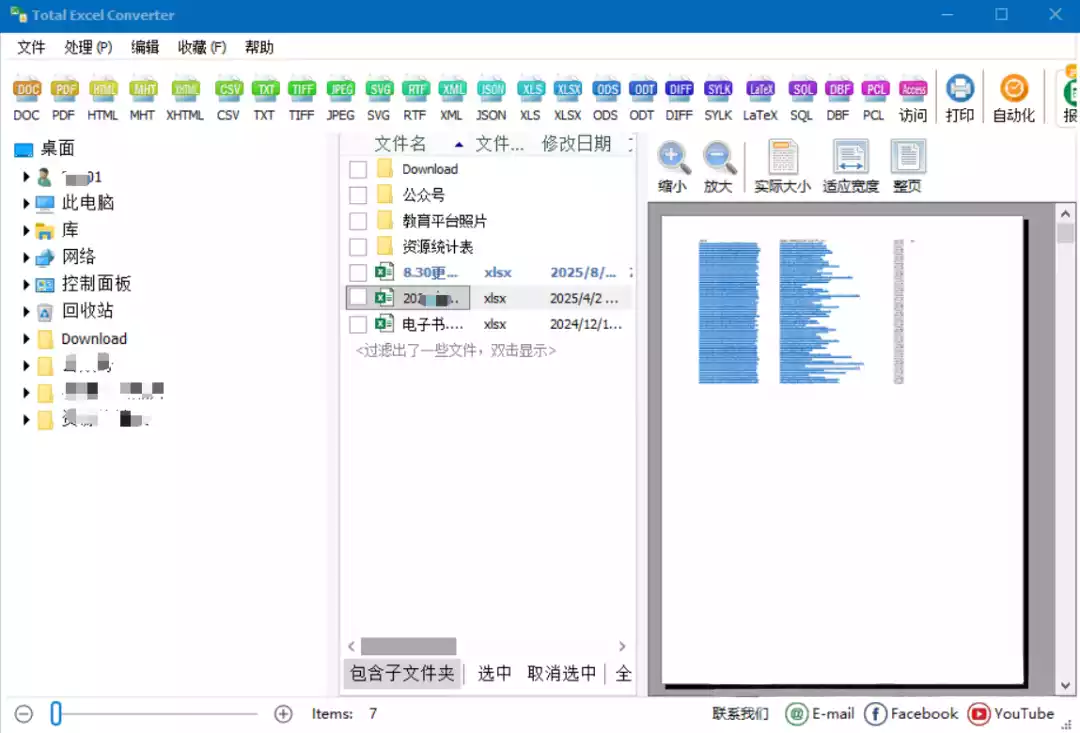 Total Excel Converter
文件 处理 (P) 编辑 收藏 (F) 帮助
DOC PDF HTML MHT XHTML CSV TXT TIFF JPEG SVG RTF XML JSON XLS XLSX ODS ODT DIFF SYLK LaTeX SQL DBF PCL Access
DOC PDF HTML MHT XHTML CSV TXT TIFF JPEG SVG RTF XML JSON XLS XLSX ODS ODT DIFF SYLK LaTeX SQL DBF PCL 访问 打印 自动化 报
桌面
01
此电脑
库
网络
控制面板
回收站
Download
文件名 文件... 修改日期
Download
公众号
教育平台照片
资源统计表
8.30更... xlsx 2025/8/...
202 .. xlsx 2025/4/2 ...
电子书.... xlsx 2024/12/1...
<过滤出了一些文件，双击显示>
包含子文件夹 选中 取消选中 全
缩小 放大 实际大小 适应宽度 整页
Items: 7
联系我们 E-mail Facebook YouTube